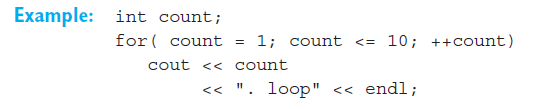 Example: int count;
for( count = 1; count <= 10; ++count)
cout << count
<< ". loop" << endl;